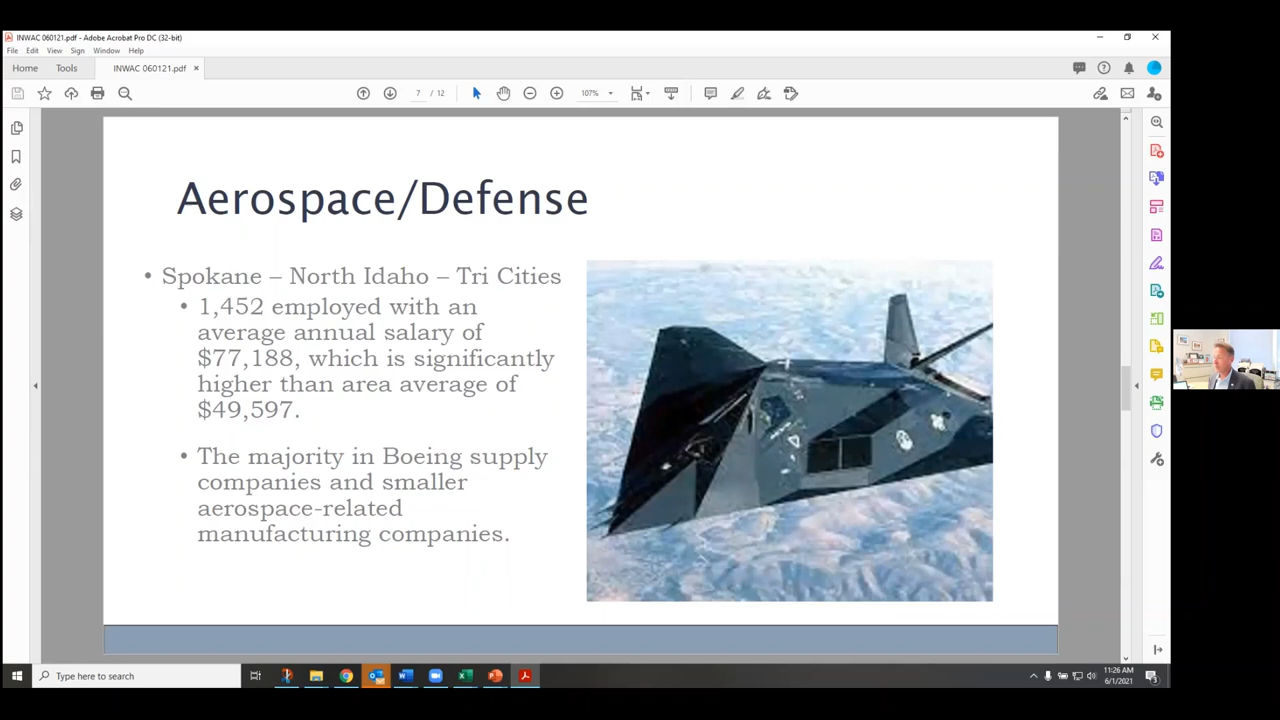 INWAC 060121.pdf - Adobe Acrobat Pro DC (32-bit)
File Edit View Sign Window Help
Home Tools INWAC 060121.pdf ×
7 / 12 107%
Aerospace/Defense
• Spokane – North Idaho – Tri Cities
• 1,452 employed with an
average annual salary of
$77,188, which is significantly
higher than area average of
$49,597.
• The majority in Boeing supply
companies and smaller
aerospace-related
manufacturing companies.
Type here to search
11:26 AM
6/1/2021